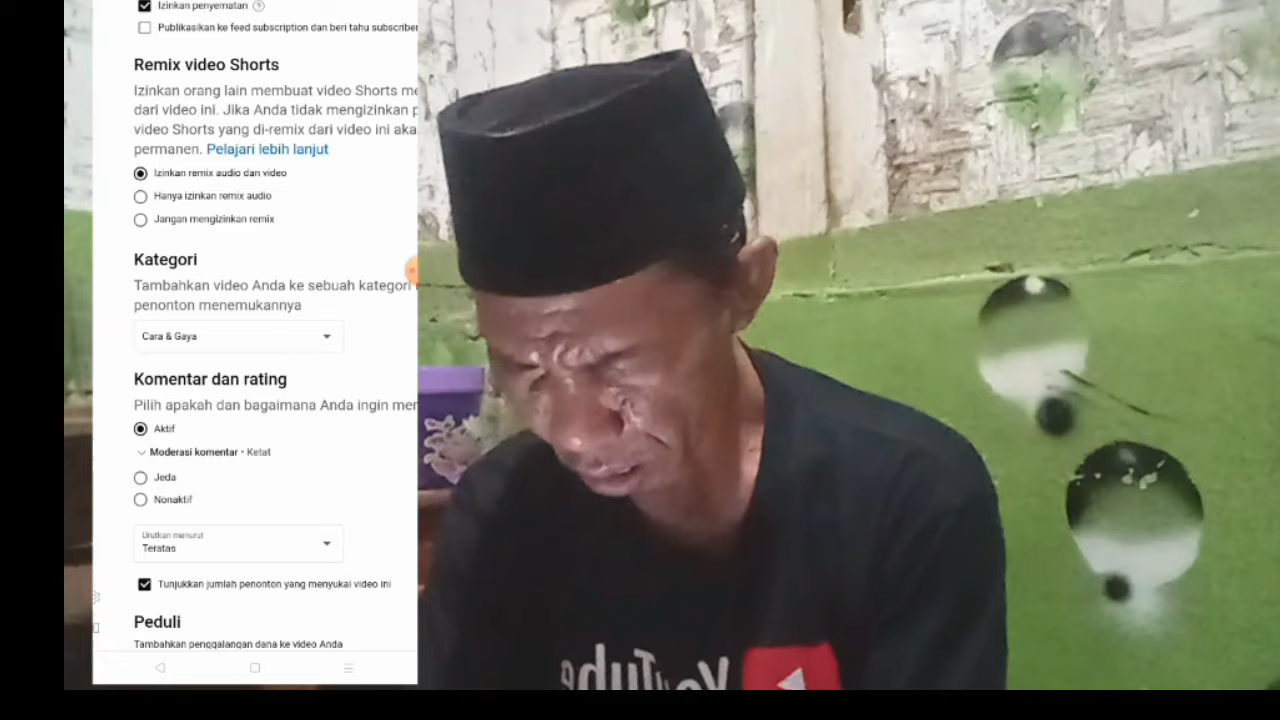 Izinkan penyematan
Publikasikan ke feed subscription dan beri tahu subscriber
Remix video Shorts
Izinkan orang lain membuat video Shorts me
dari video ini. Jika Anda tidak mengizinkan p
video Shorts yang di-remix dari video ini aka
permanen. Pelajari lebih lanjut
Izinkan remix audio dan video
Hanya izinkan remix audio
Jangan mengizinkan remix
Kategori
Tambahkan video Anda ke sebuah kategori
penonton menemukannya
Cara & Gaya
Komentar dan rating
Pilih apakah dan bagaimana Anda ingin mer
Aktif
Moderasi komentar • Ketat
Jeda
Nonaktif
Urutkan menurut
Teratas
Tunjukkan jumlah penonton yang menyukai video ini
Peduli
Tambahkan penggalangan dana ke video Anda
YouTube